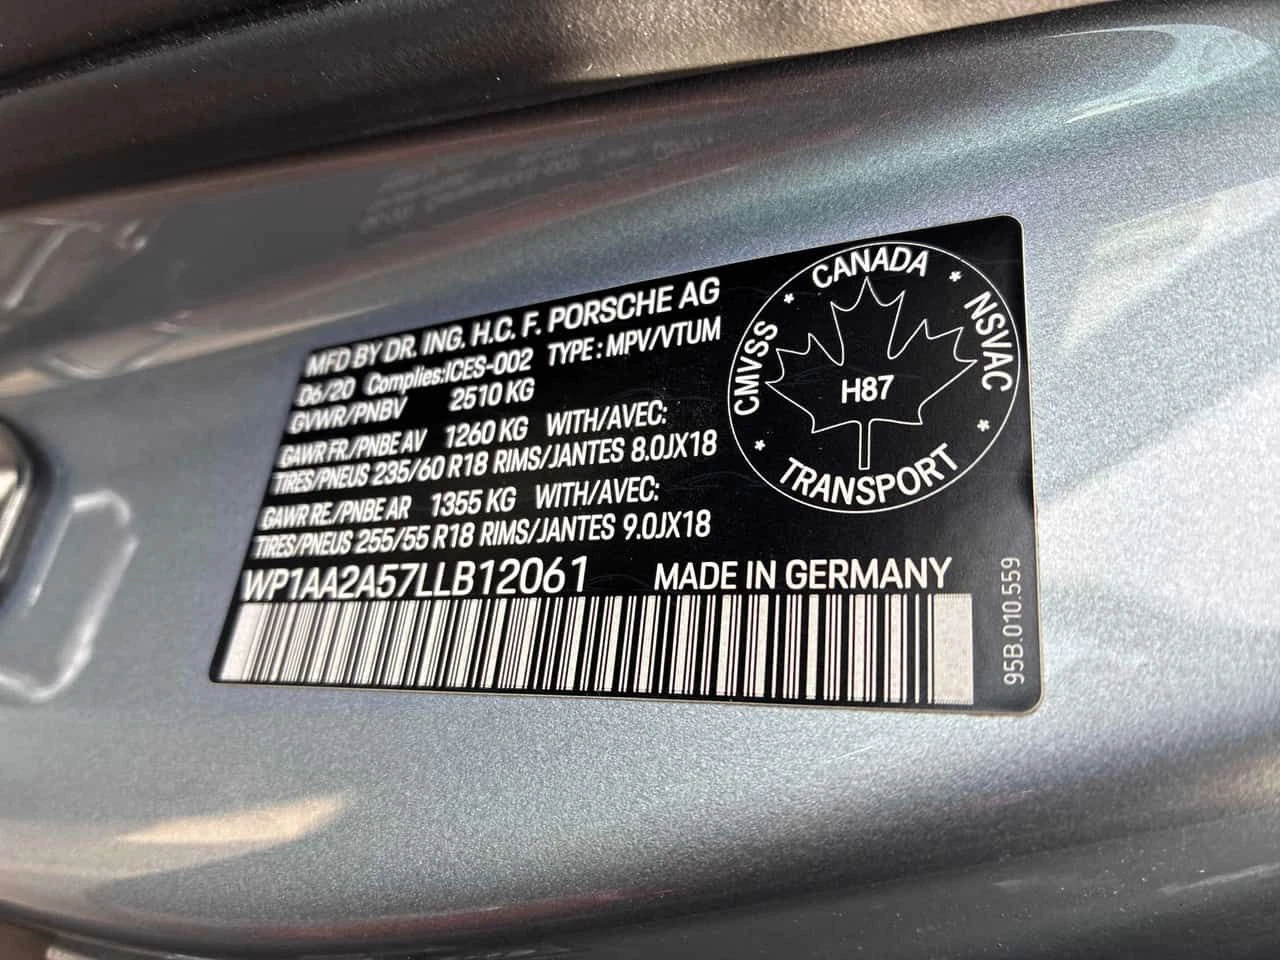 MFD BY DR. ING. H.C. F. PORSCHE AG
06/20 Complies:ICES-002 TYPE : MPV/VTUM
GVWR/PNBV 2510 KG
GAWR FR/PNBE AV 1260 KG WITH/AVEC:
TIRES/PNEUS 235/60 R18 RIMS/JANTES 8.0JX18
GAWR RE./PNBE AR 1355 KG WITH/AVEC:
TIRES/PNEUS 255/55 R18 RIMS/JANTES 9.0JX18
WP1AA2A57LLB12061 MADE IN GERMANY
CANADA * NSVAC * TRANSPORT * CMVSS *
H87
95B.010.559